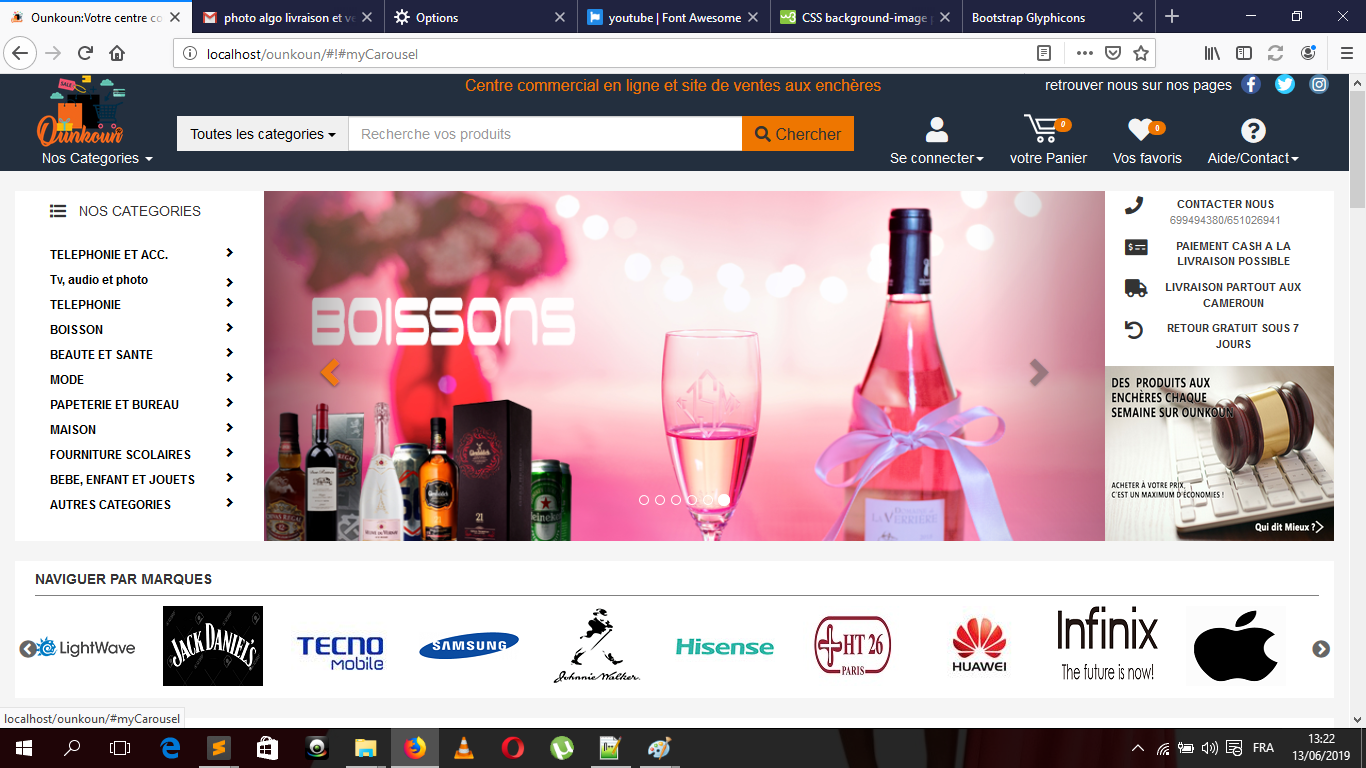 Ounkoun:Votre centre co
photo algo livraison et ve
Options
youtube | Font Awesome
CSS background-image
Bootstrap Glyphicons
localhost/ounkoun/#!#myCarousel
SALE
Ounkoun
Centre commercial en ligne et site de ventes aux enchères
retrouver nous sur nos pages
Toutes les categories
Recherche vos produits
Chercher
0
0
Nos Categories
Se connecter
votre Panier
Vos favoris
Aide/Contact
NOS CATEGORIES
TELEPHONIE ET ACC.
Tv, audio et photo
TELEPHONIE
BOISSON
BEAUTE ET SANTE
MODE
PAPETERIE ET BUREAU
MAISON
FOURNITURE SCOLAIRES
BEBE, ENFANT ET JOUETS
AUTRES CATEGORIES
BOISSONS
Glenfiddich
21
Heineken
LA VERRIÈRE
CONTACTER NOUS
699494380/651026941
PAIEMENT CASH A LA
LIVRAISON POSSIBLE
LIVRAISON PARTOUT AUX
CAMEROUN
RETOUR GRATUIT SOUS 7
JOURS
DES PRODUITS AUX
ENCHÈRES CHAQUE
SEMAINE SUR OUNKOUN
ACHETER À VOTRE PRIX,
C'EST UN MAXIMUM D'ÉCONOMIES !
Qui dit Mieux ?
NAVIGUER PAR MARQUES
LightWave
JACK DANIEL'S
TECNO
mobile
SAMSUNG
Johnnie Walker.
Hisense
HT 26
PARIS
HUAWEI
Infinix
The future is now!
localhost/ounkoun/#myCarousel
FRA
13:22
13/06/2019